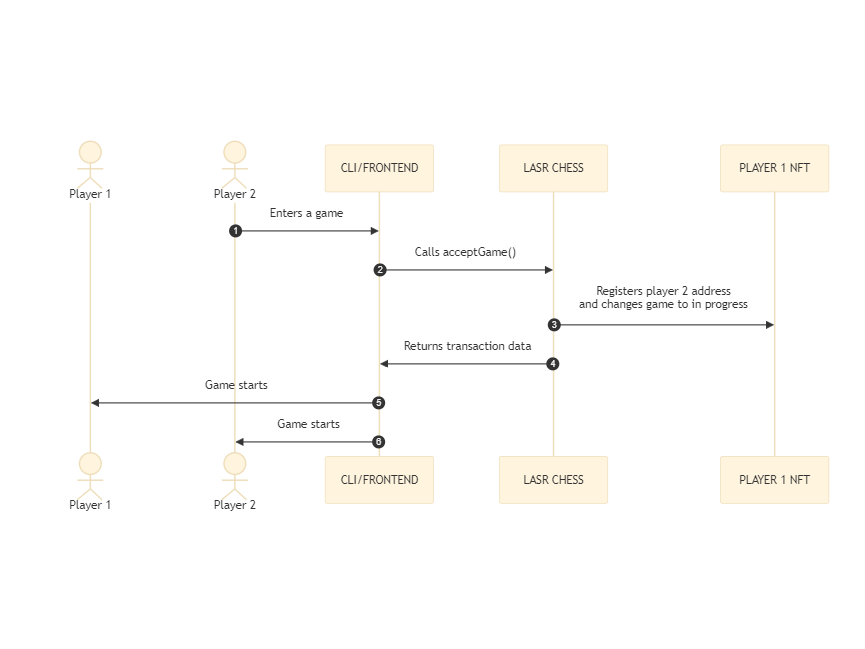 Player 1
Player 2
CLI/FRONTEND
LASR CHESS
PLAYER 1 NFT
Enters a game
1
Calls acceptGame()
2
Registers player 2 address
and changes game to in progress
3
Returns transaction data
4
Game starts
5
Game starts
6
Player 1
Player 2
CLI/FRONTEND
LASR CHESS
PLAYER 1 NFT